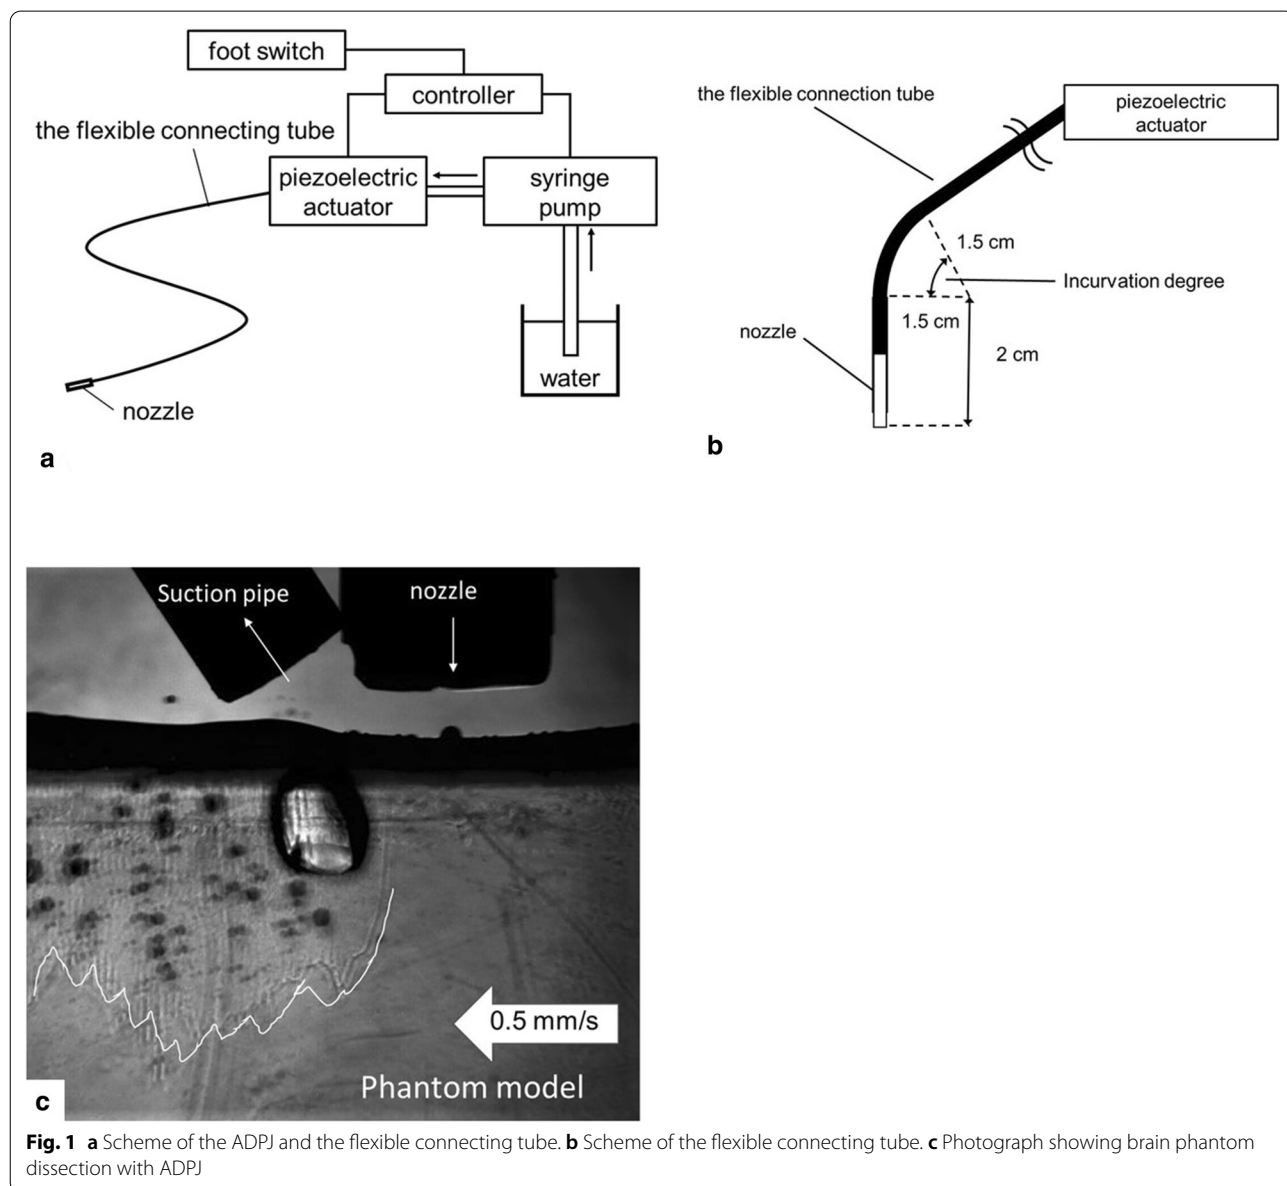 foot switch
controller
the flexible connecting tube
piezoelectric
actuator
syringe
pump
water
nozzle
a
the flexible connection tube
piezoelectric
actuator
1.5 cm
Incurvation degree
1.5 cm
nozzle
2 cm
b
Suction pipe
nozzle
0.5 mm/s
Phantom model
c
Fig. 1 a Scheme of the ADPJ and the flexible connecting tube. b Scheme of the flexible connecting tube. c Photograph showing brain phantom
dissection with ADPJ